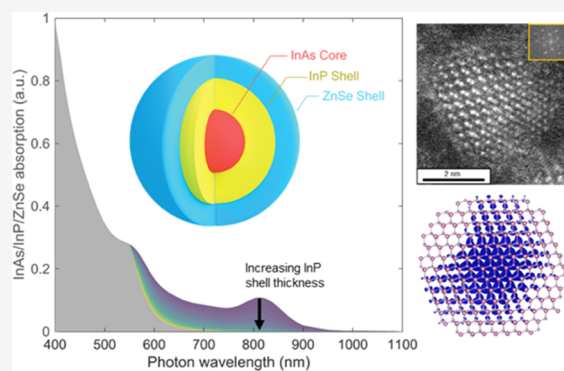 InAs/InP/ZnSe absorption (a.u.)
1
0.8
0.6
0.4
0.2
0
400 500 600 700 800 900 1000 1100
Photon wavelength (nm)
InAs Core
InP Shell
ZnSe Shell
Increasing InP
shell thickness
2 nm